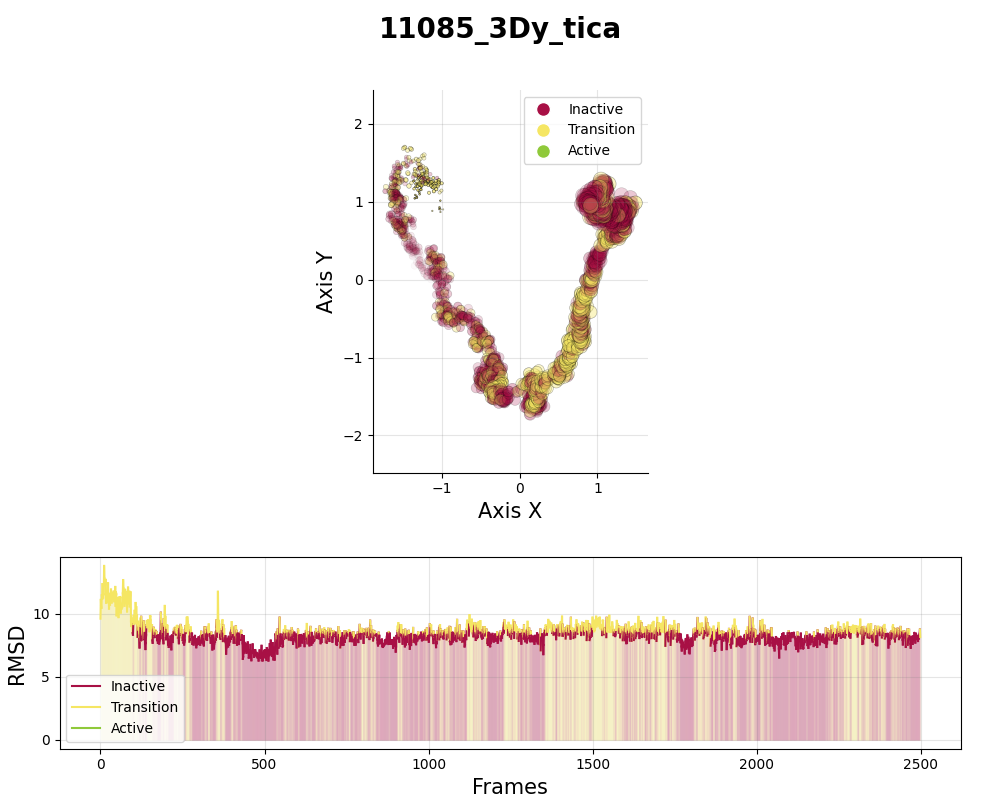 11085_3Dy_tica
Inactive
Transition
Active
2
1
0
−1
−2
Axis Y
−1
0
1
Axis X
10
5
0
RMSD
Inactive
Transition
Active
0
500
1000
1500
2000
2500
Frames